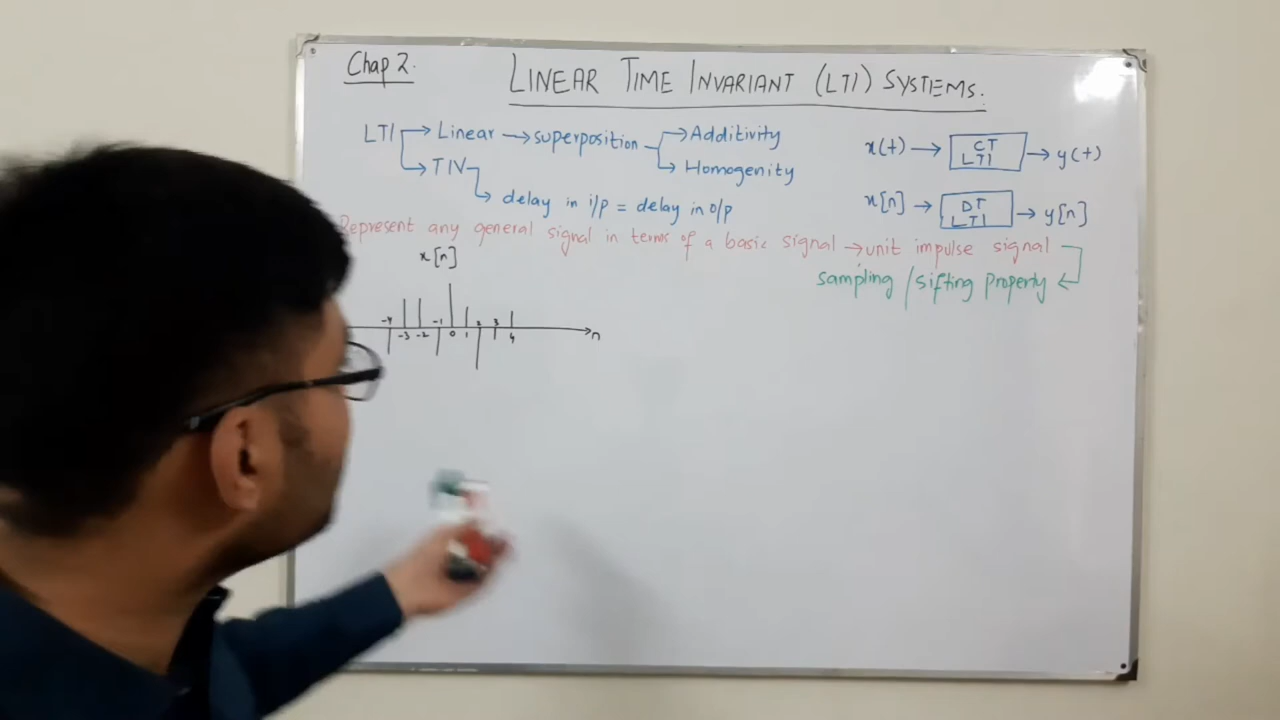 Chap 2.
LINEAR TIME INVARIANT (LTI) SYSTEMS.
LTI → Linear → superposition → Additivity
→ Homogenity
→ TIV
→ delay in i/p = delay in o/p
x(t) → CT LTI → y(t)
x[n] → DT LTI → y[n]
Represent any general signal in terms of a basic signal → unit impulse signal
sampling / sifting property
x[n]
-4 -3 -2 -1 0 1 2 3 4 n